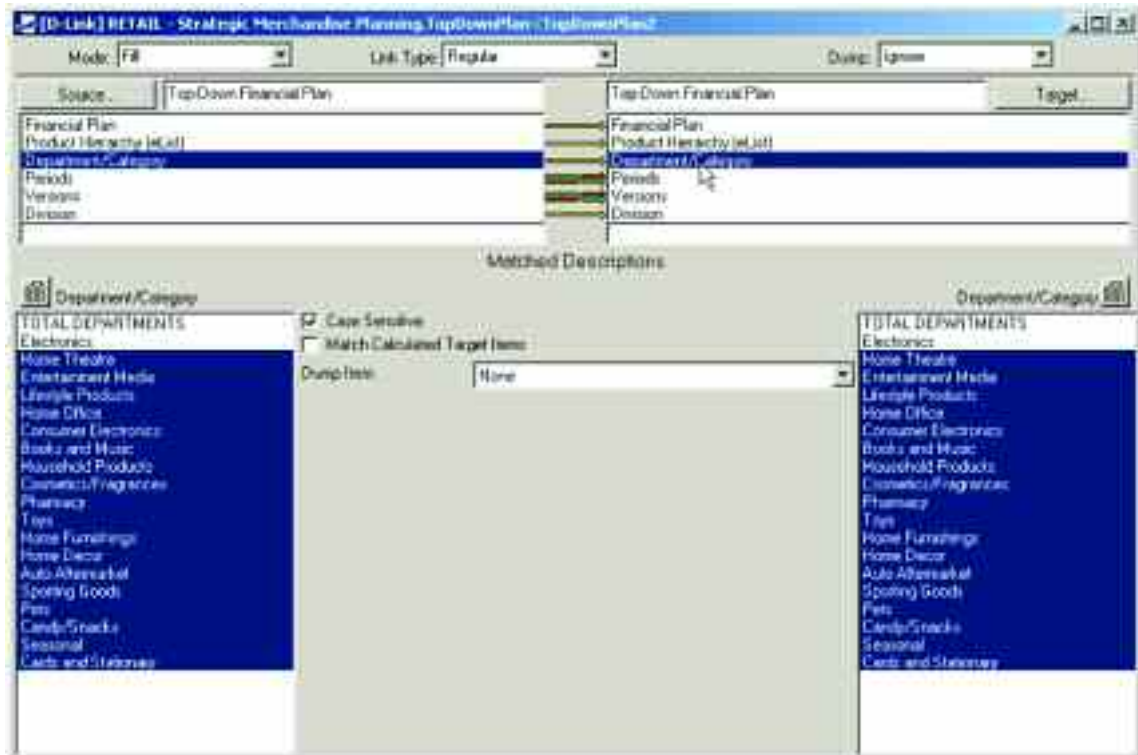 [D-Link] RETAIL - Strategic Merchandise Planning.TopDownPlan :TopDownPlan2
Mode: Fill Link Type: Regular Dump: Ignore
Source... Top Down Financial Plan Top Down Financial Plan Target...
Financial Plan Financial Plan
Product Hierarchy (eList) Product Hierarchy (eList)
Department/Category Department/Category
Periods Periods
Versions Versions
Division Division
Matched Descriptions
Department/Category Department/Category
TOTAL DEPARTMENTS Case Sensitive TOTAL DEPARTMENTS
Electronics Match Calculated Target Items Electronics
Home Theatre Home Theatre
Entertainment Media Dump Item None Entertainment Media
Lifestyle Products Lifestyle Products
Home Office Home Office
Consumer Electronics Consumer Electronics
Books and Music Books and Music
Household Products Household Products
Cosmetics/Fragrances Cosmetics/Fragrances
Pharmacy Pharmacy
Toys Toys
Home Furnishings Home Furnishings
Home Decor Home Decor
Auto Aftermarket Auto Aftermarket
Sporting Goods Sporting Goods
Pets Pets
Candy/Snacks Candy/Snacks
Seasonal Seasonal
Cards and Stationary Cards and Stationary